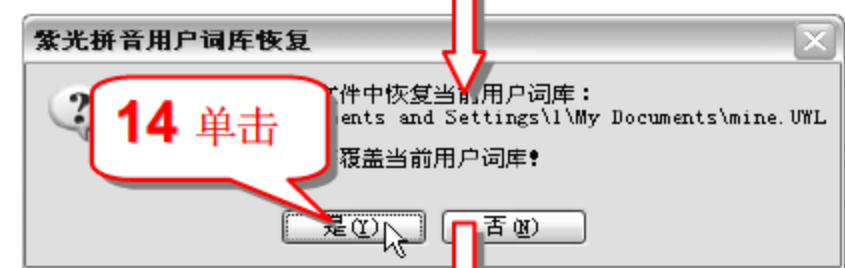 紫光拼音用户词库恢复
件中恢复当前用户词库：
ents and Settings\1\My Documents\mine.UWL
覆盖当前用户词库！
14 单击
是(Y)
否(N)